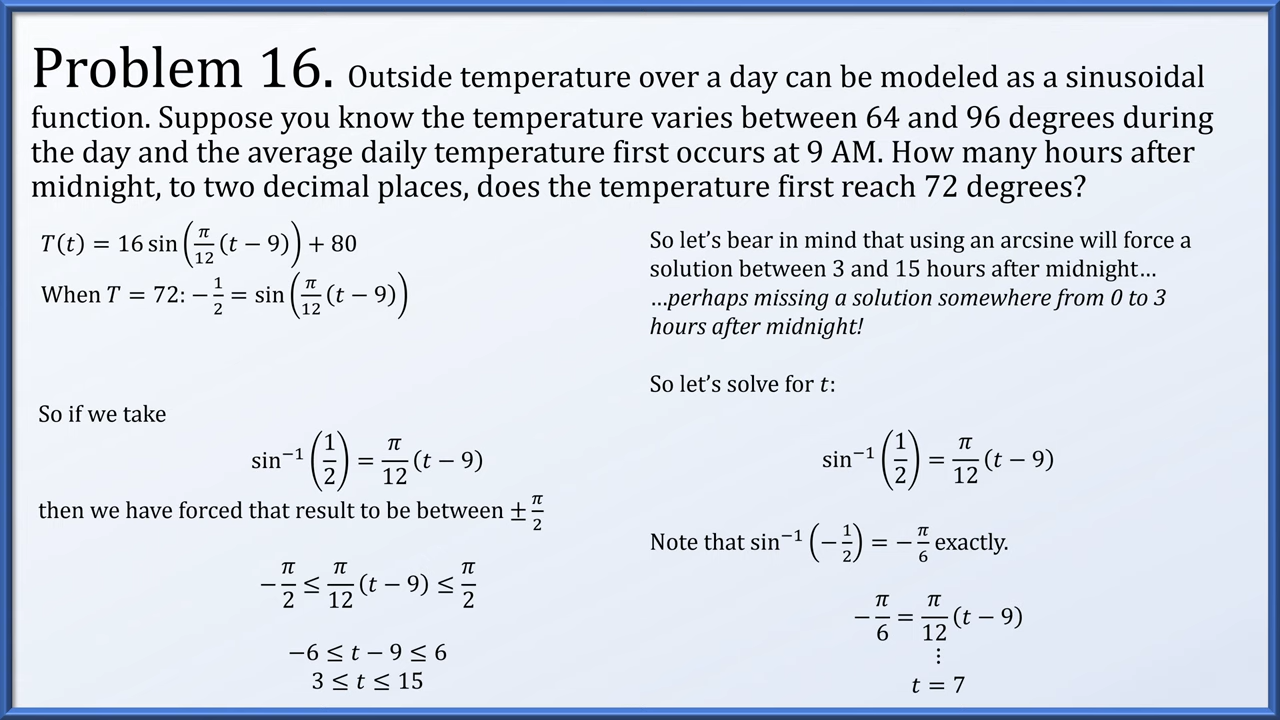 Problem 16. Outside temperature over a day can be modeled as a sinusoidal
function. Suppose you know the temperature varies between 64 and 96 degrees during
the day and the average daily temperature first occurs at 9 AM. How many hours after
midnight, to two decimal places, does the temperature first reach 72 degrees?
T(t) = 16 sin(π/12 (t − 9)) + 80
When T = 72: −1/2 = sin(π/12 (t − 9))
So if we take
sin⁻¹(1/2) = π/12 (t − 9)
then we have forced that result to be between ±π/2
−π/2 ≤ π/12 (t − 9) ≤ π/2
−6 ≤ t − 9 ≤ 6
3 ≤ t ≤ 15
So let’s bear in mind that using an arcsine will force a
solution between 3 and 15 hours after midnight…
…perhaps missing a solution somewhere from 0 to 3
hours after midnight!
So let’s solve for t:
sin⁻¹(1/2) = π/12 (t − 9)
Note that sin⁻¹(−1/2) = −π/6 exactly.
−π/6 = π/12 (t − 9)
⋮
t = 7